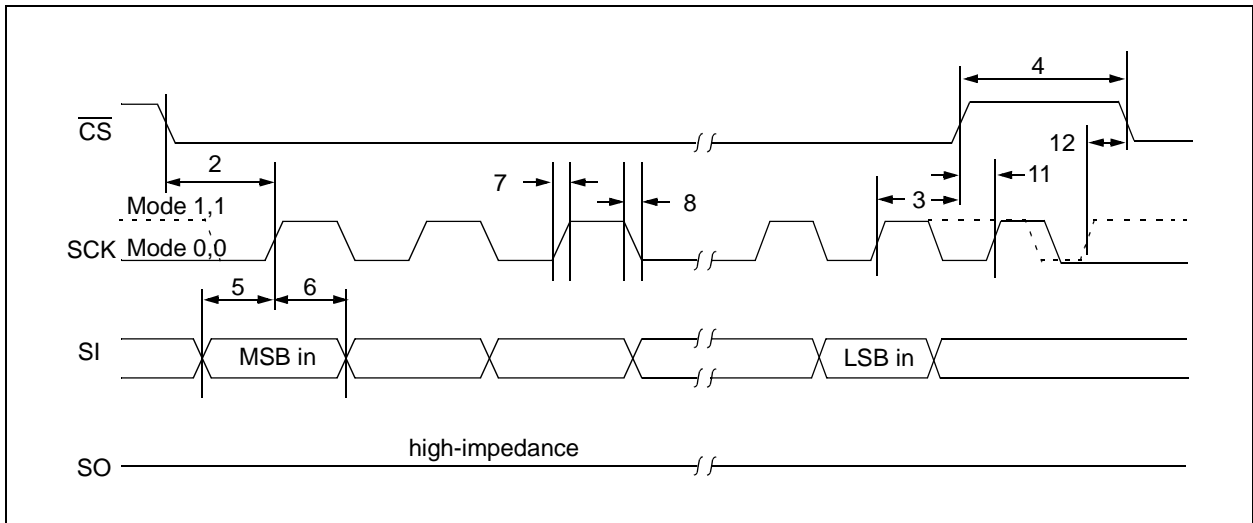 4
CS
12
2
7
8
3
11
Mode 1,1
SCK Mode 0,0
5
6
SI
MSB in
LSB in
high-impedance
SO